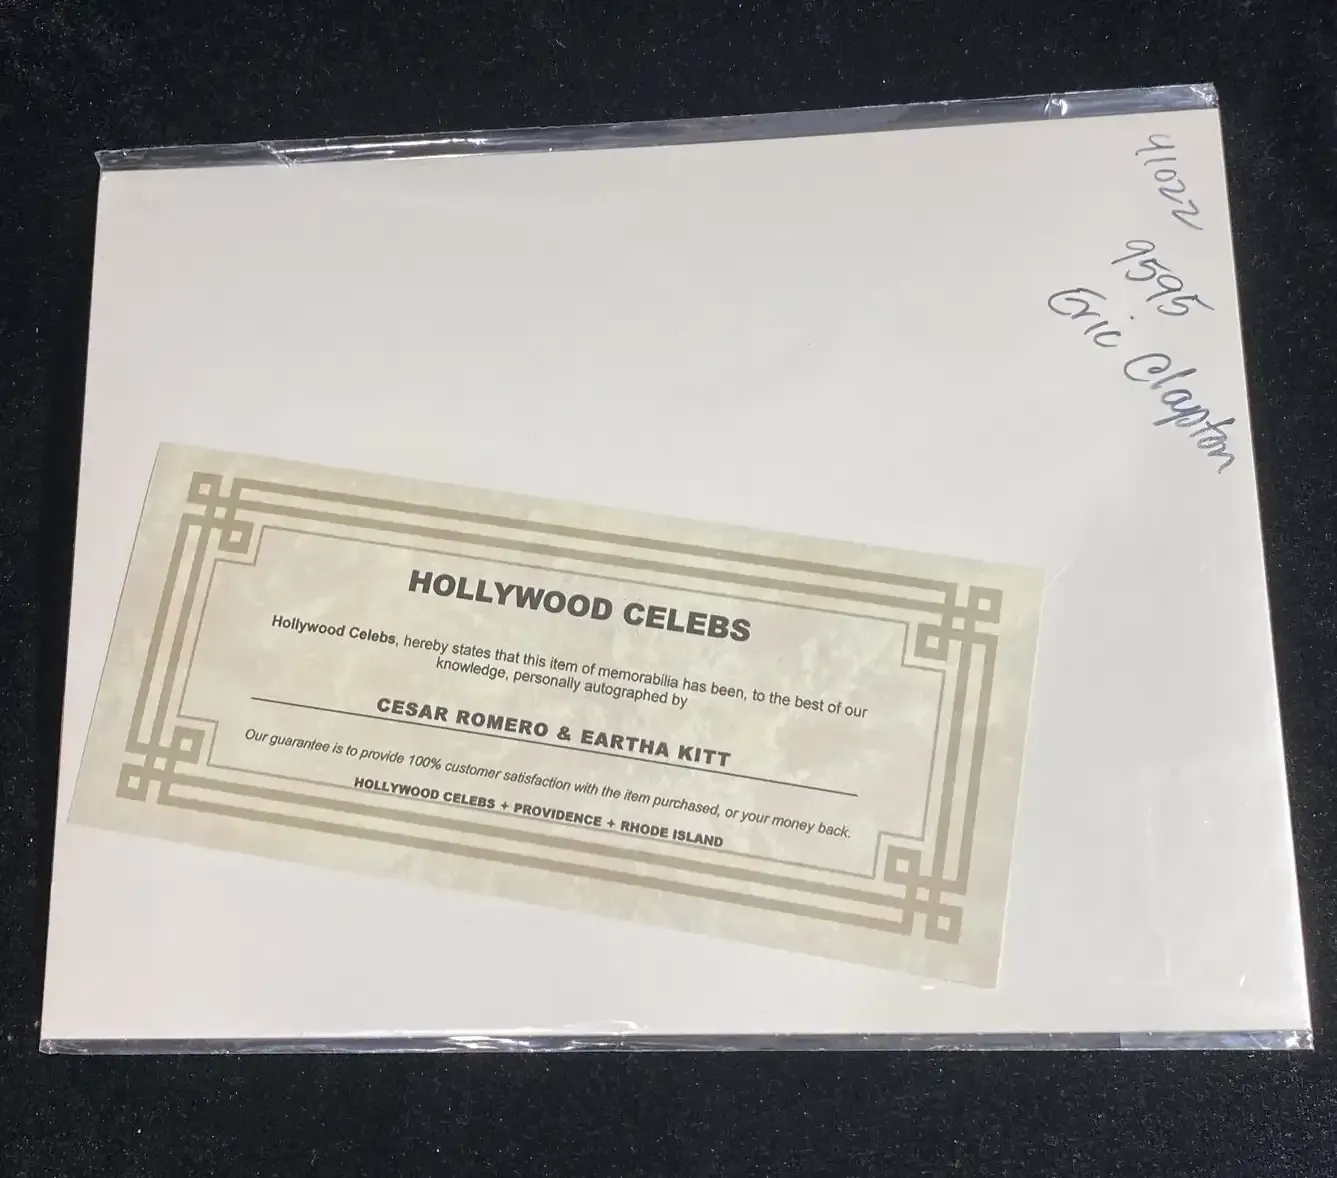 41022
9595
Eric Clapton
HOLLYWOOD CELEBS
Hollywood Celebs, hereby states that this item of memorabilia has been, to the best of our
knowledge, personally autographed by
CESAR ROMERO & EARTHA KITT
Our guarantee is to provide 100% customer satisfaction with the item purchased, or your money back.
HOLLYWOOD CELEBS + PROVIDENCE + RHODE ISLAND